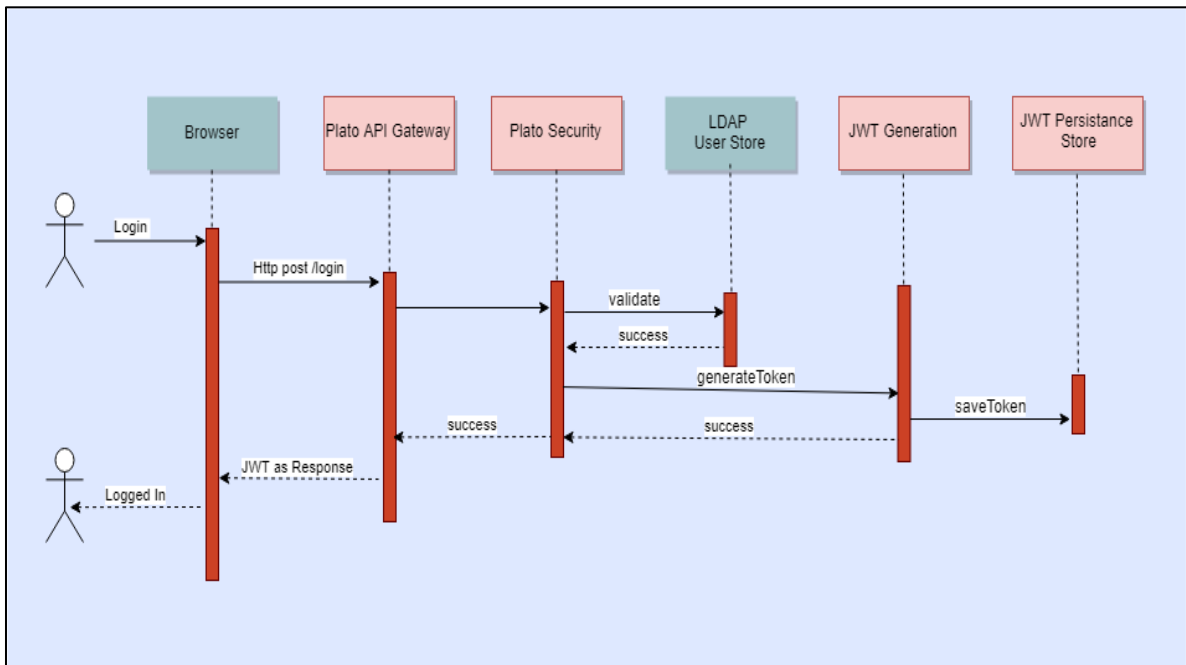 Browser
Plato API Gateway
Plato Security
LDAP
User Store
JWT Generation
JWT Persistance
Store
Login
Http post /login
validate
success
generateToken
saveToken
success
success
JWT as Response
Logged In